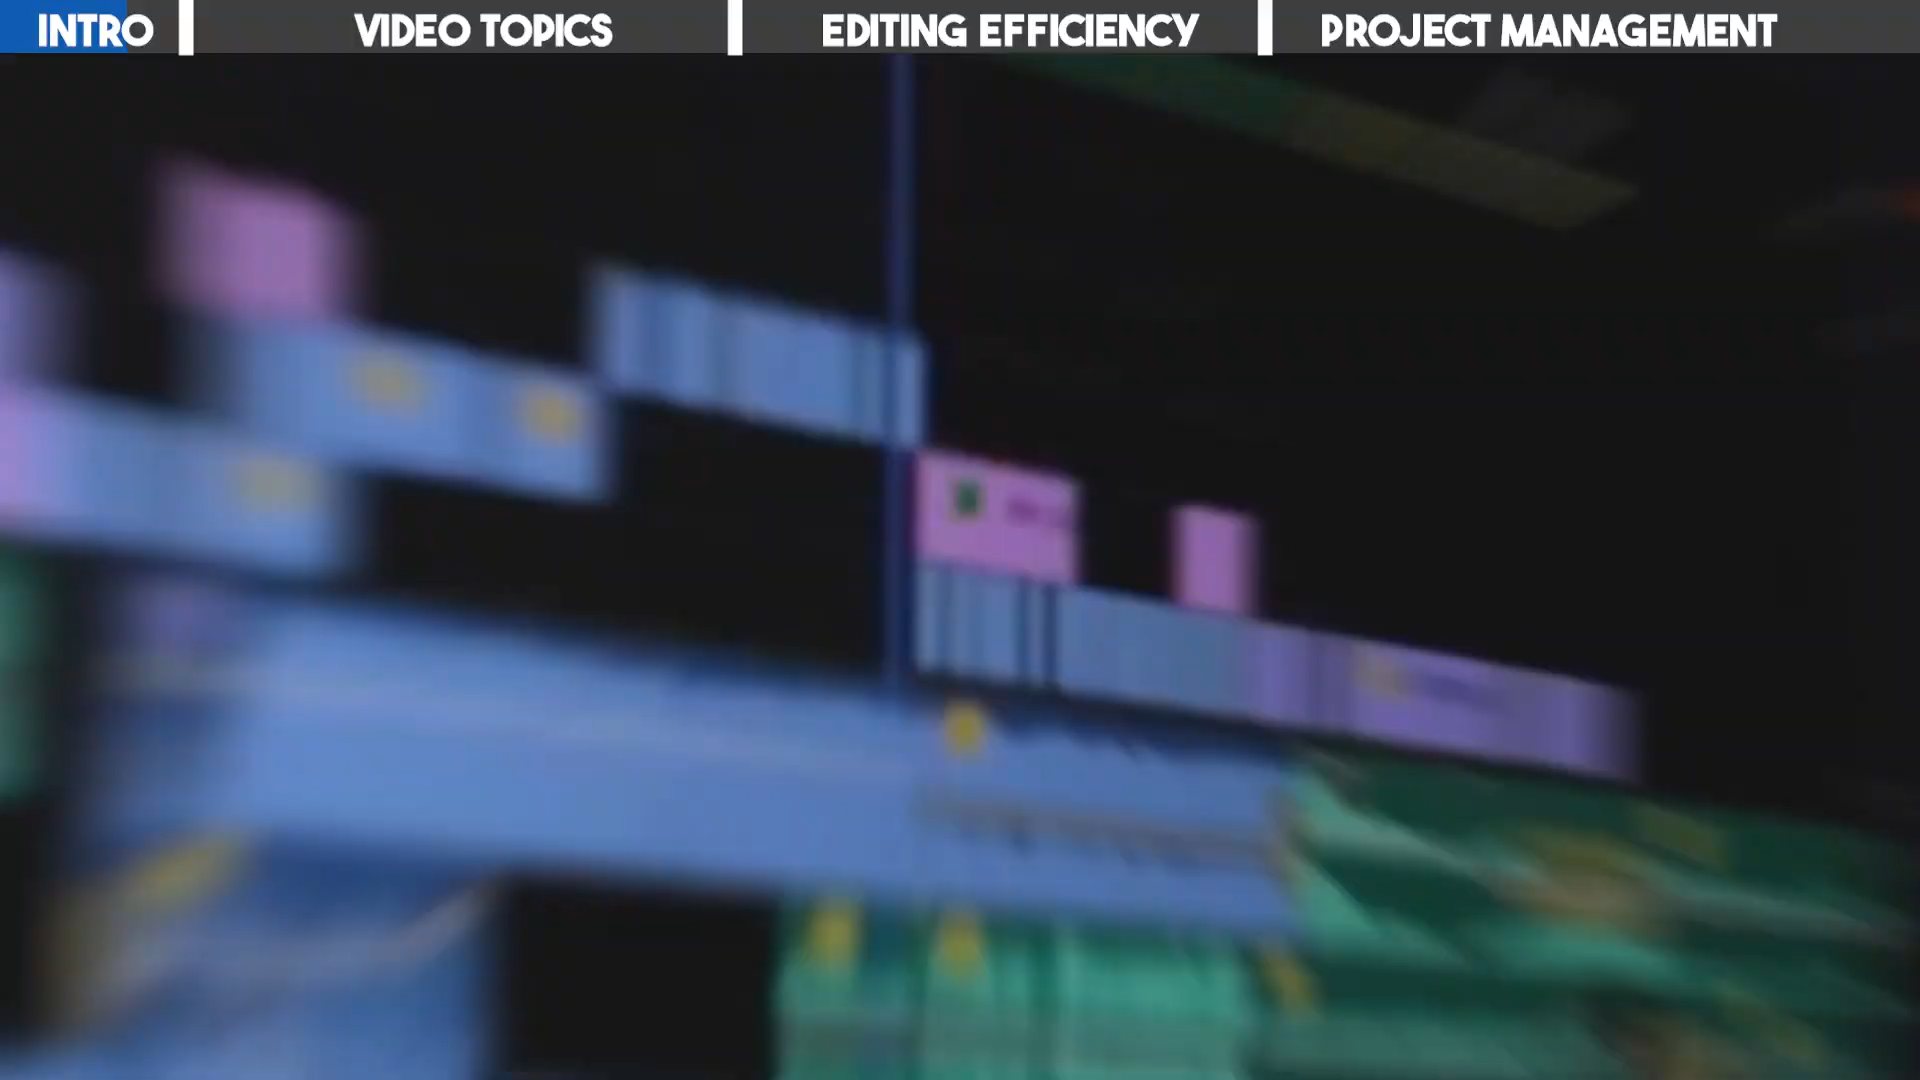 INTRO
VIDEO TOPICS
EDITING EFFICIENCY
PROJECT MANAGEMENT